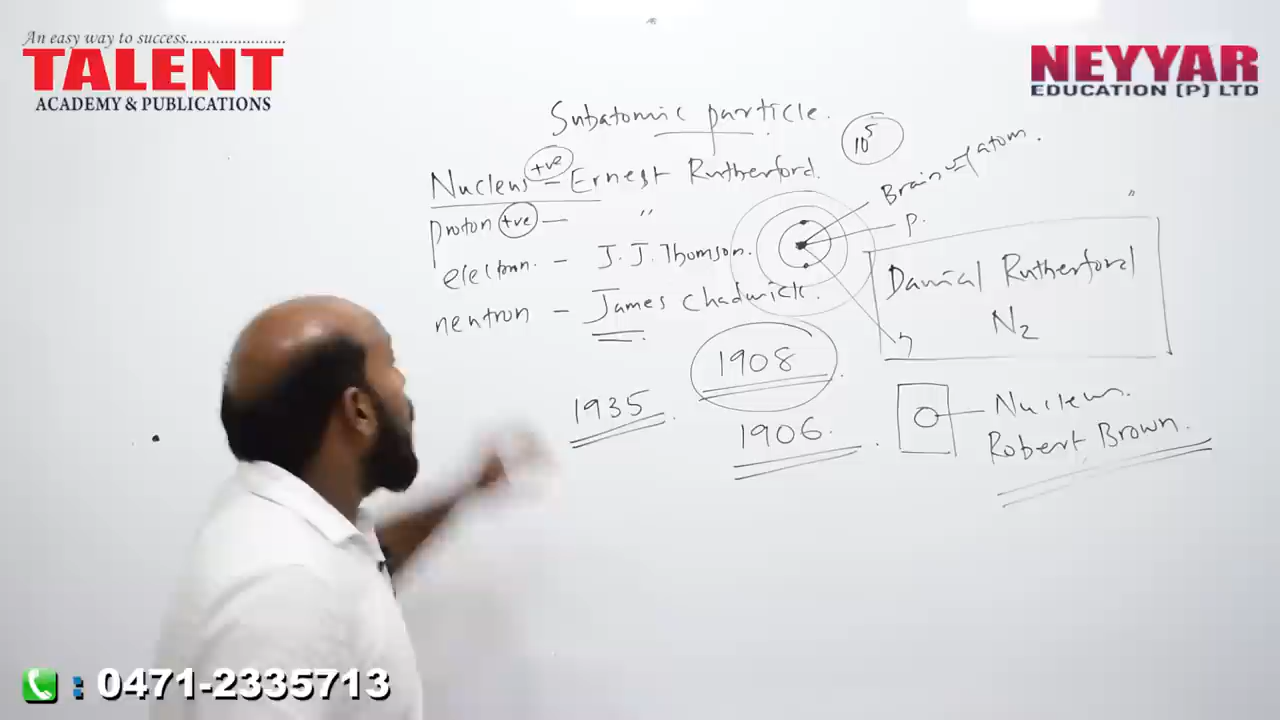 An easy way to success.......................
TALENT
ACADEMY & PUBLICATIONS
NEYYAR
EDUCATION (P) LTD
Subatomic particle.
10⁵
Nucleus +ve – Ernest Rutherford.
Brain of atom.
proton +ve – "
P.
electron. – J. J. Thomson.
neutron – James Chadwick.
Danial Rutherford
N₂
1908
1935
1906.
Nucleus.
Robert Brown.
: 0471-2335713